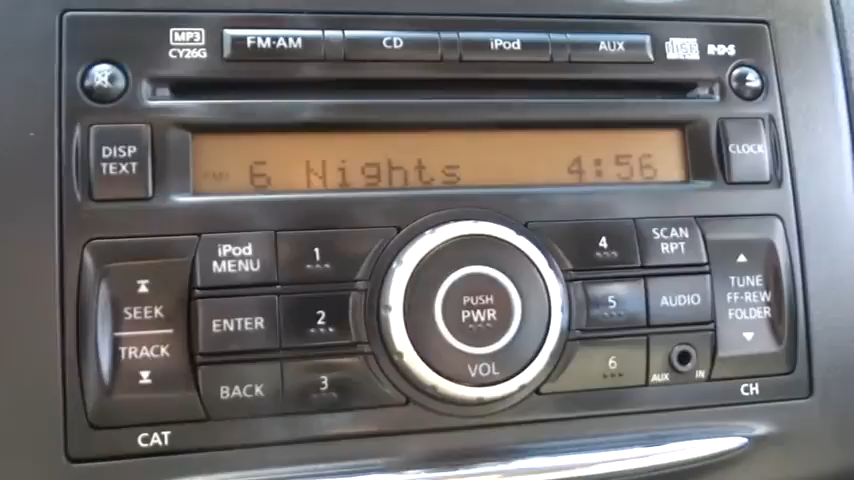 MP3
CY26G
FM·AM
CD
iPod
AUX
disc
R·D·S
DISP
TEXT
6 Nights 4:56
CLOCK
iPod
MENU
1
4
SCAN
RPT
SEEK
TRACK
ENTER
2
PUSH
PWR
VOL
5
AUDIO
TUNE
FF·REW
FOLDER
BACK
3
6
AUX IN
CAT
CH